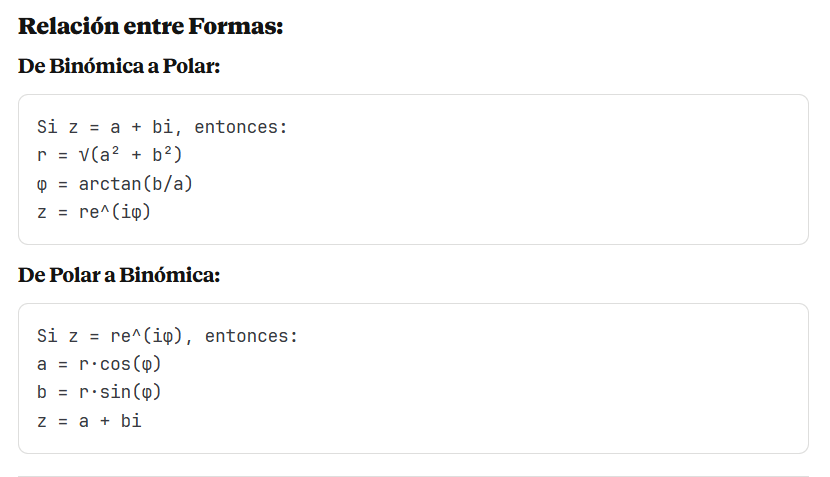 Relación entre Formas:
De Binómica a Polar:
Si z = a + bi, entonces:
r = √(a² + b²)
φ = arctan(b/a)
z = re^(iφ)
De Polar a Binómica:
Si z = re^(iφ), entonces:
a = r·cos(φ)
b = r·sin(φ)
z = a + bi